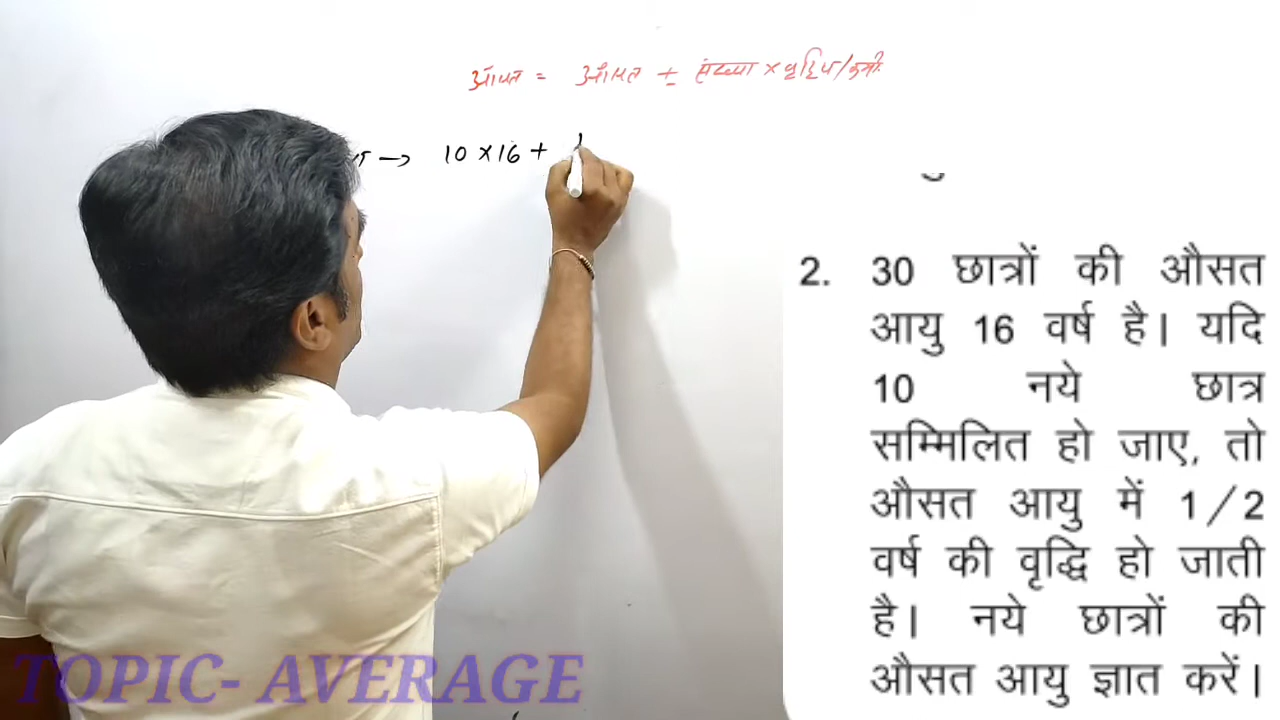 औसत = औसत ± संख्या × वृद्धि/कमी
→ 10 × 16 +
2. 30 छात्रों की औसत
आयु 16 वर्ष है। यदि
10 नये छात्र
सम्मिलित हो जाए, तो
औसत आयु में 1/2
वर्ष की वृद्धि हो जाती
है। नये छात्रों की
औसत आयु ज्ञात करें।
TOPIC- AVERAGE